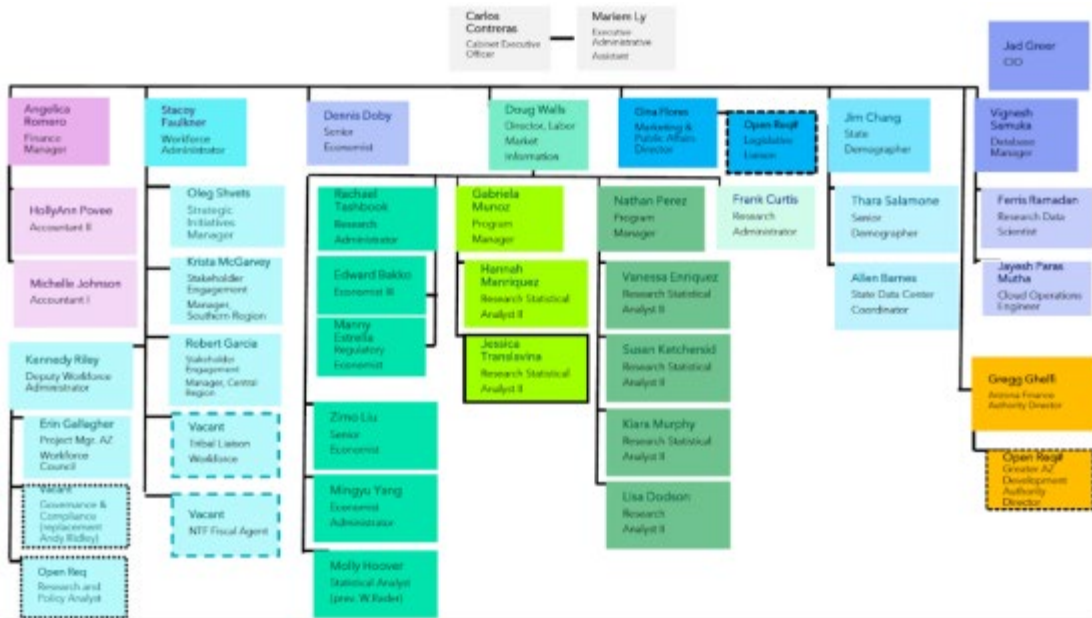 Carlos
Contreras
Cabinet Executive
Officer
Mariem Ly
Executive
Administrative
Assistant
Jad Greer
CIO
Angelica
Romero
Finance
Manager
Stacey
Faulkner
Workforce
Administrator
Dennis Doby
Senior
Economist
Doug Walls
Director, Labor
Market
Information
Gina Flores
Marketing &
Public Affairs
Director
Open Req#
Legislative
Liaison
Jim Chang
State
Demographer
Vignesh
Samuka
Database
Manager
HollyAnn Povee
Accountant II
Michelle Johnson
Accountant I
Oleg Shvets
Strategic
Initiatives
Manager
Krista McGarvey
Stakeholder
Engagement
Manager,
Southern Region
Robert Garcia
Stakeholder
Engagement
Manager, Central
Region
Vacant
Tribal Liaison
Workforce
Vacant
NTF Fiscal Agent
Kennedy Riley
Deputy Workforce
Administrator
Erin Gallagher
Project Mgr. AZ
Workforce
Council
Vacant
Governance &
Compliance
(replacement
Andy Ridley)
Open Req
Research and
Policy Analyst
Rachael
Tashbook
Research
Administrator
Edward Bakko
Economist III
Manny
Estrella
Regulatory
Economist
Zimo Liu
Senior
Economist
Mingyu Yang
Economist
Administrator
Molly Hoover
Statistical Analyst
(prev. W.Rader)
Gabriela
Munoz
Program
Manager
Hannah
Manriquez
Research Statistical
Analyst II
Jessica
Translavina
Research Statistical
Analyst II
Nathan Perez
Program
Manager
Vanessa Enriquez
Research Statistical
Analyst II
Susan Ketchersid
Research Statistical
Analyst II
Kiara Murphy
Research Statistical
Analyst II
Lisa Dodson
Research
Analyst II
Frank Curtis
Research
Administrator
Thara Salamone
Senior
Demographer
Allen Barnes
State Data Center
Coordinator
Ferris Ramadan
Research Data
Scientist
Jayesh Paras
Mutha
Cloud Operations
Engineer
Gregg Ghelfi
Arizona Finance
Authority Director
Open Req#
Greater AZ
Development
Authority
Director